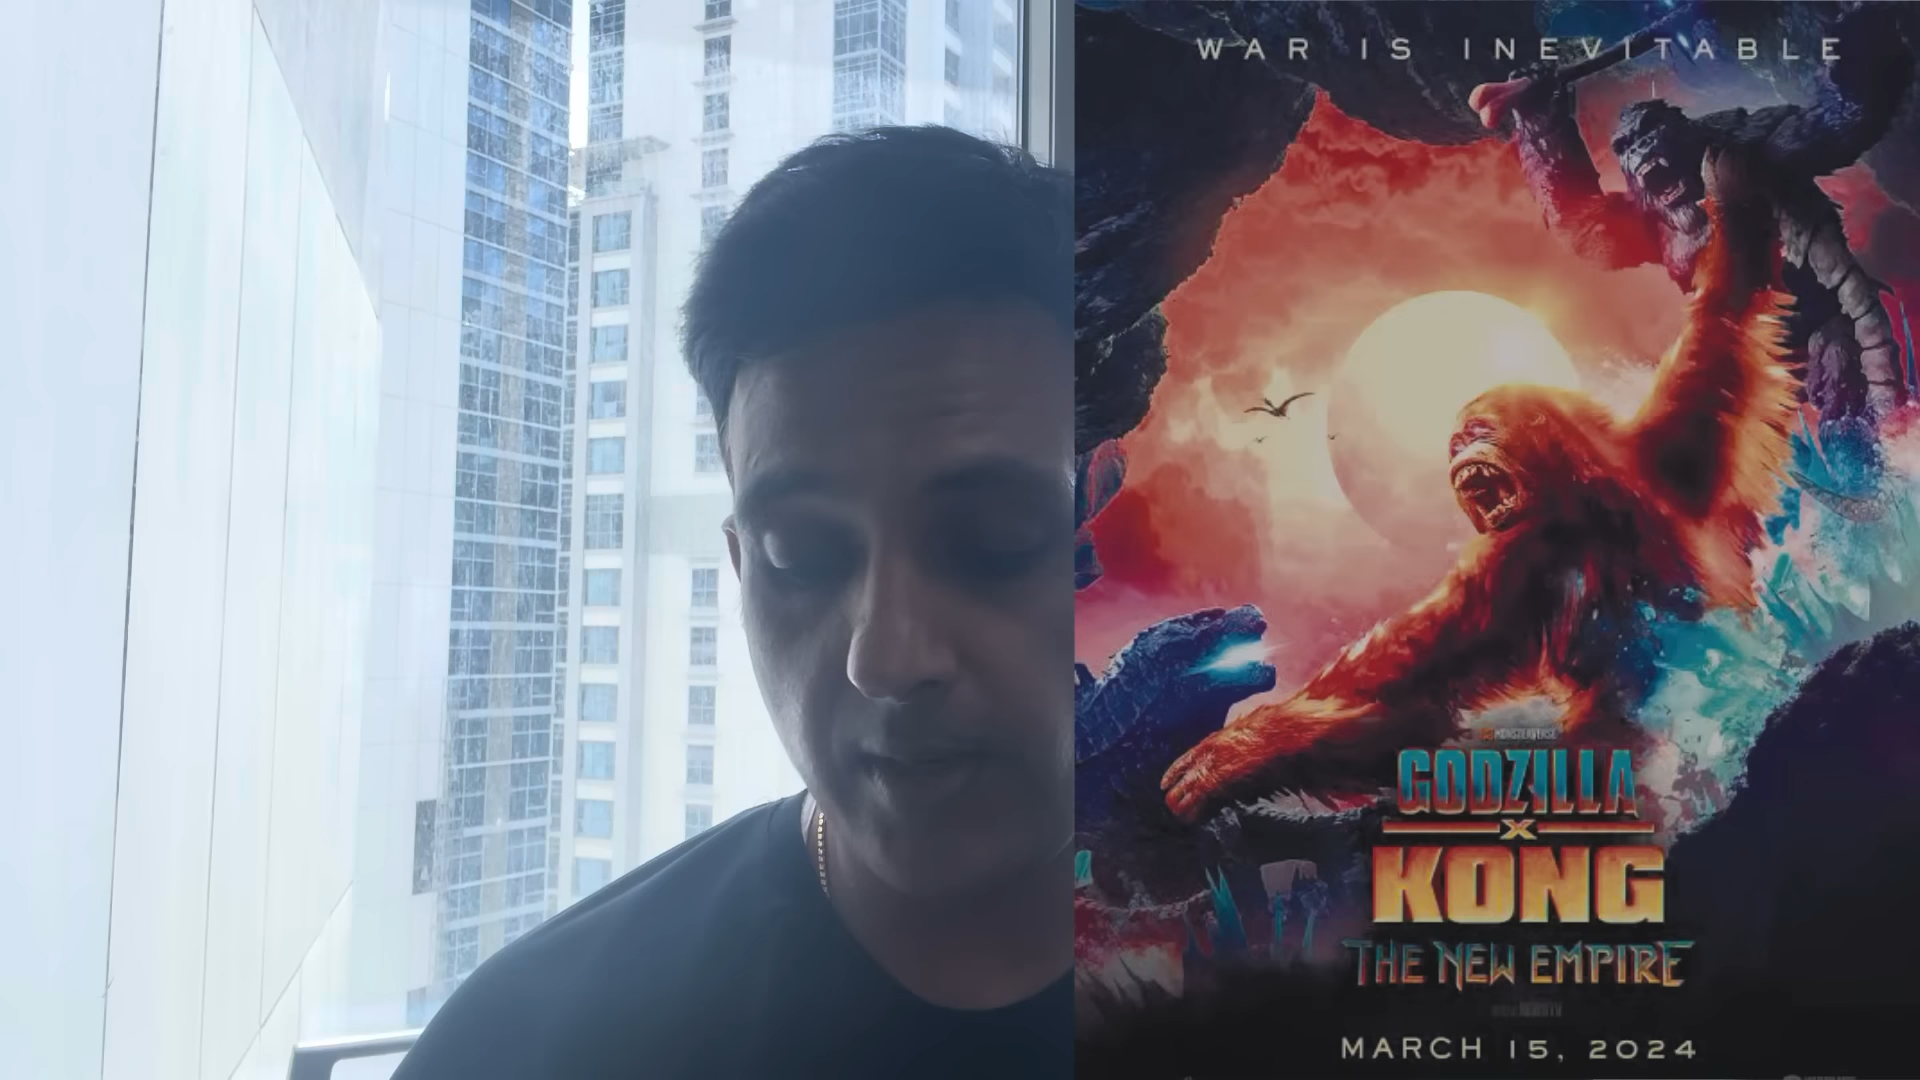 WAR IS INEVITABLE
MONSTERVERSE
GODZILLA
X
KONG
THE NEW EMPIRE
MARCH 15, 2024